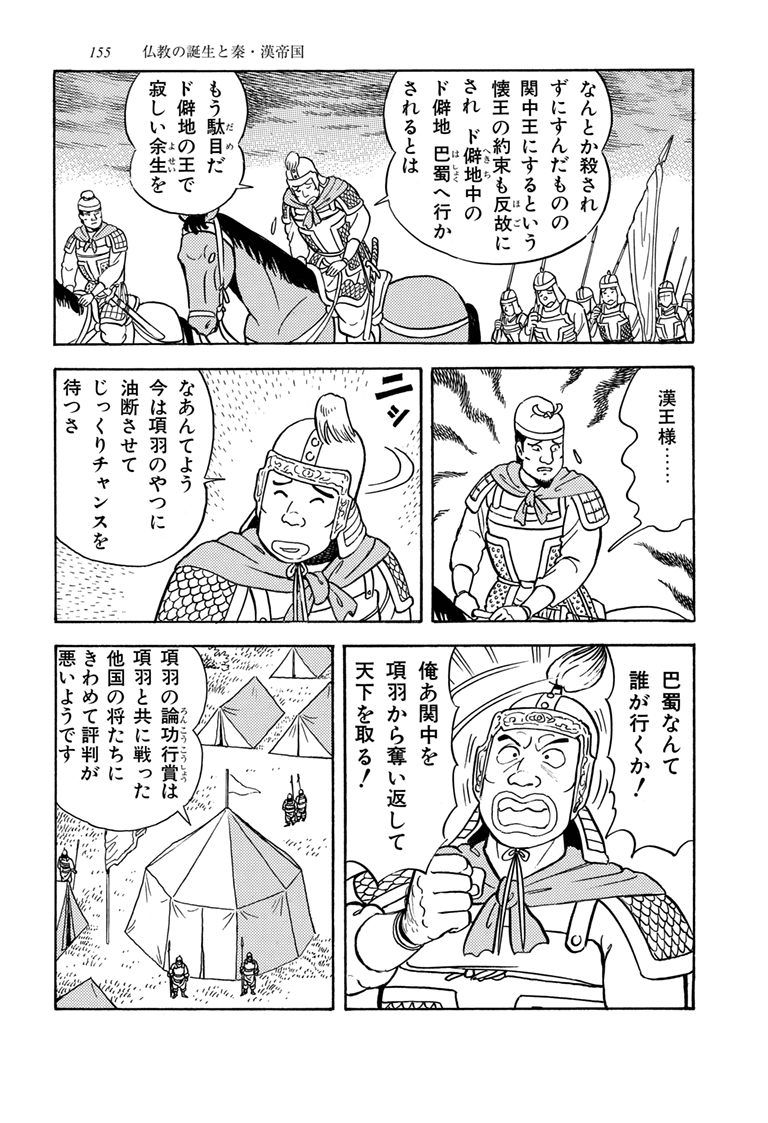 155　仏教の誕生と秦・漢帝国
なんとか殺され
ずにすんだものの
関中王にするという
懐王の約束も反故に
され　ド僻地中の
ド僻地　巴蜀へ行か
されるとは
もう駄目だ
ド僻地の王で
寂しい余生を
漢王様……
ニッ
なあんてよう
今は項羽のやつに
油断させて
じっくりチャンスを
待つさ
巴蜀なんて
誰が行くか！
俺あ関中を
項羽から奪い返して
天下を取る！
項羽の論功行賞は
項羽と共に戦った
他国の将たちに
きわめて評判が
悪いようです